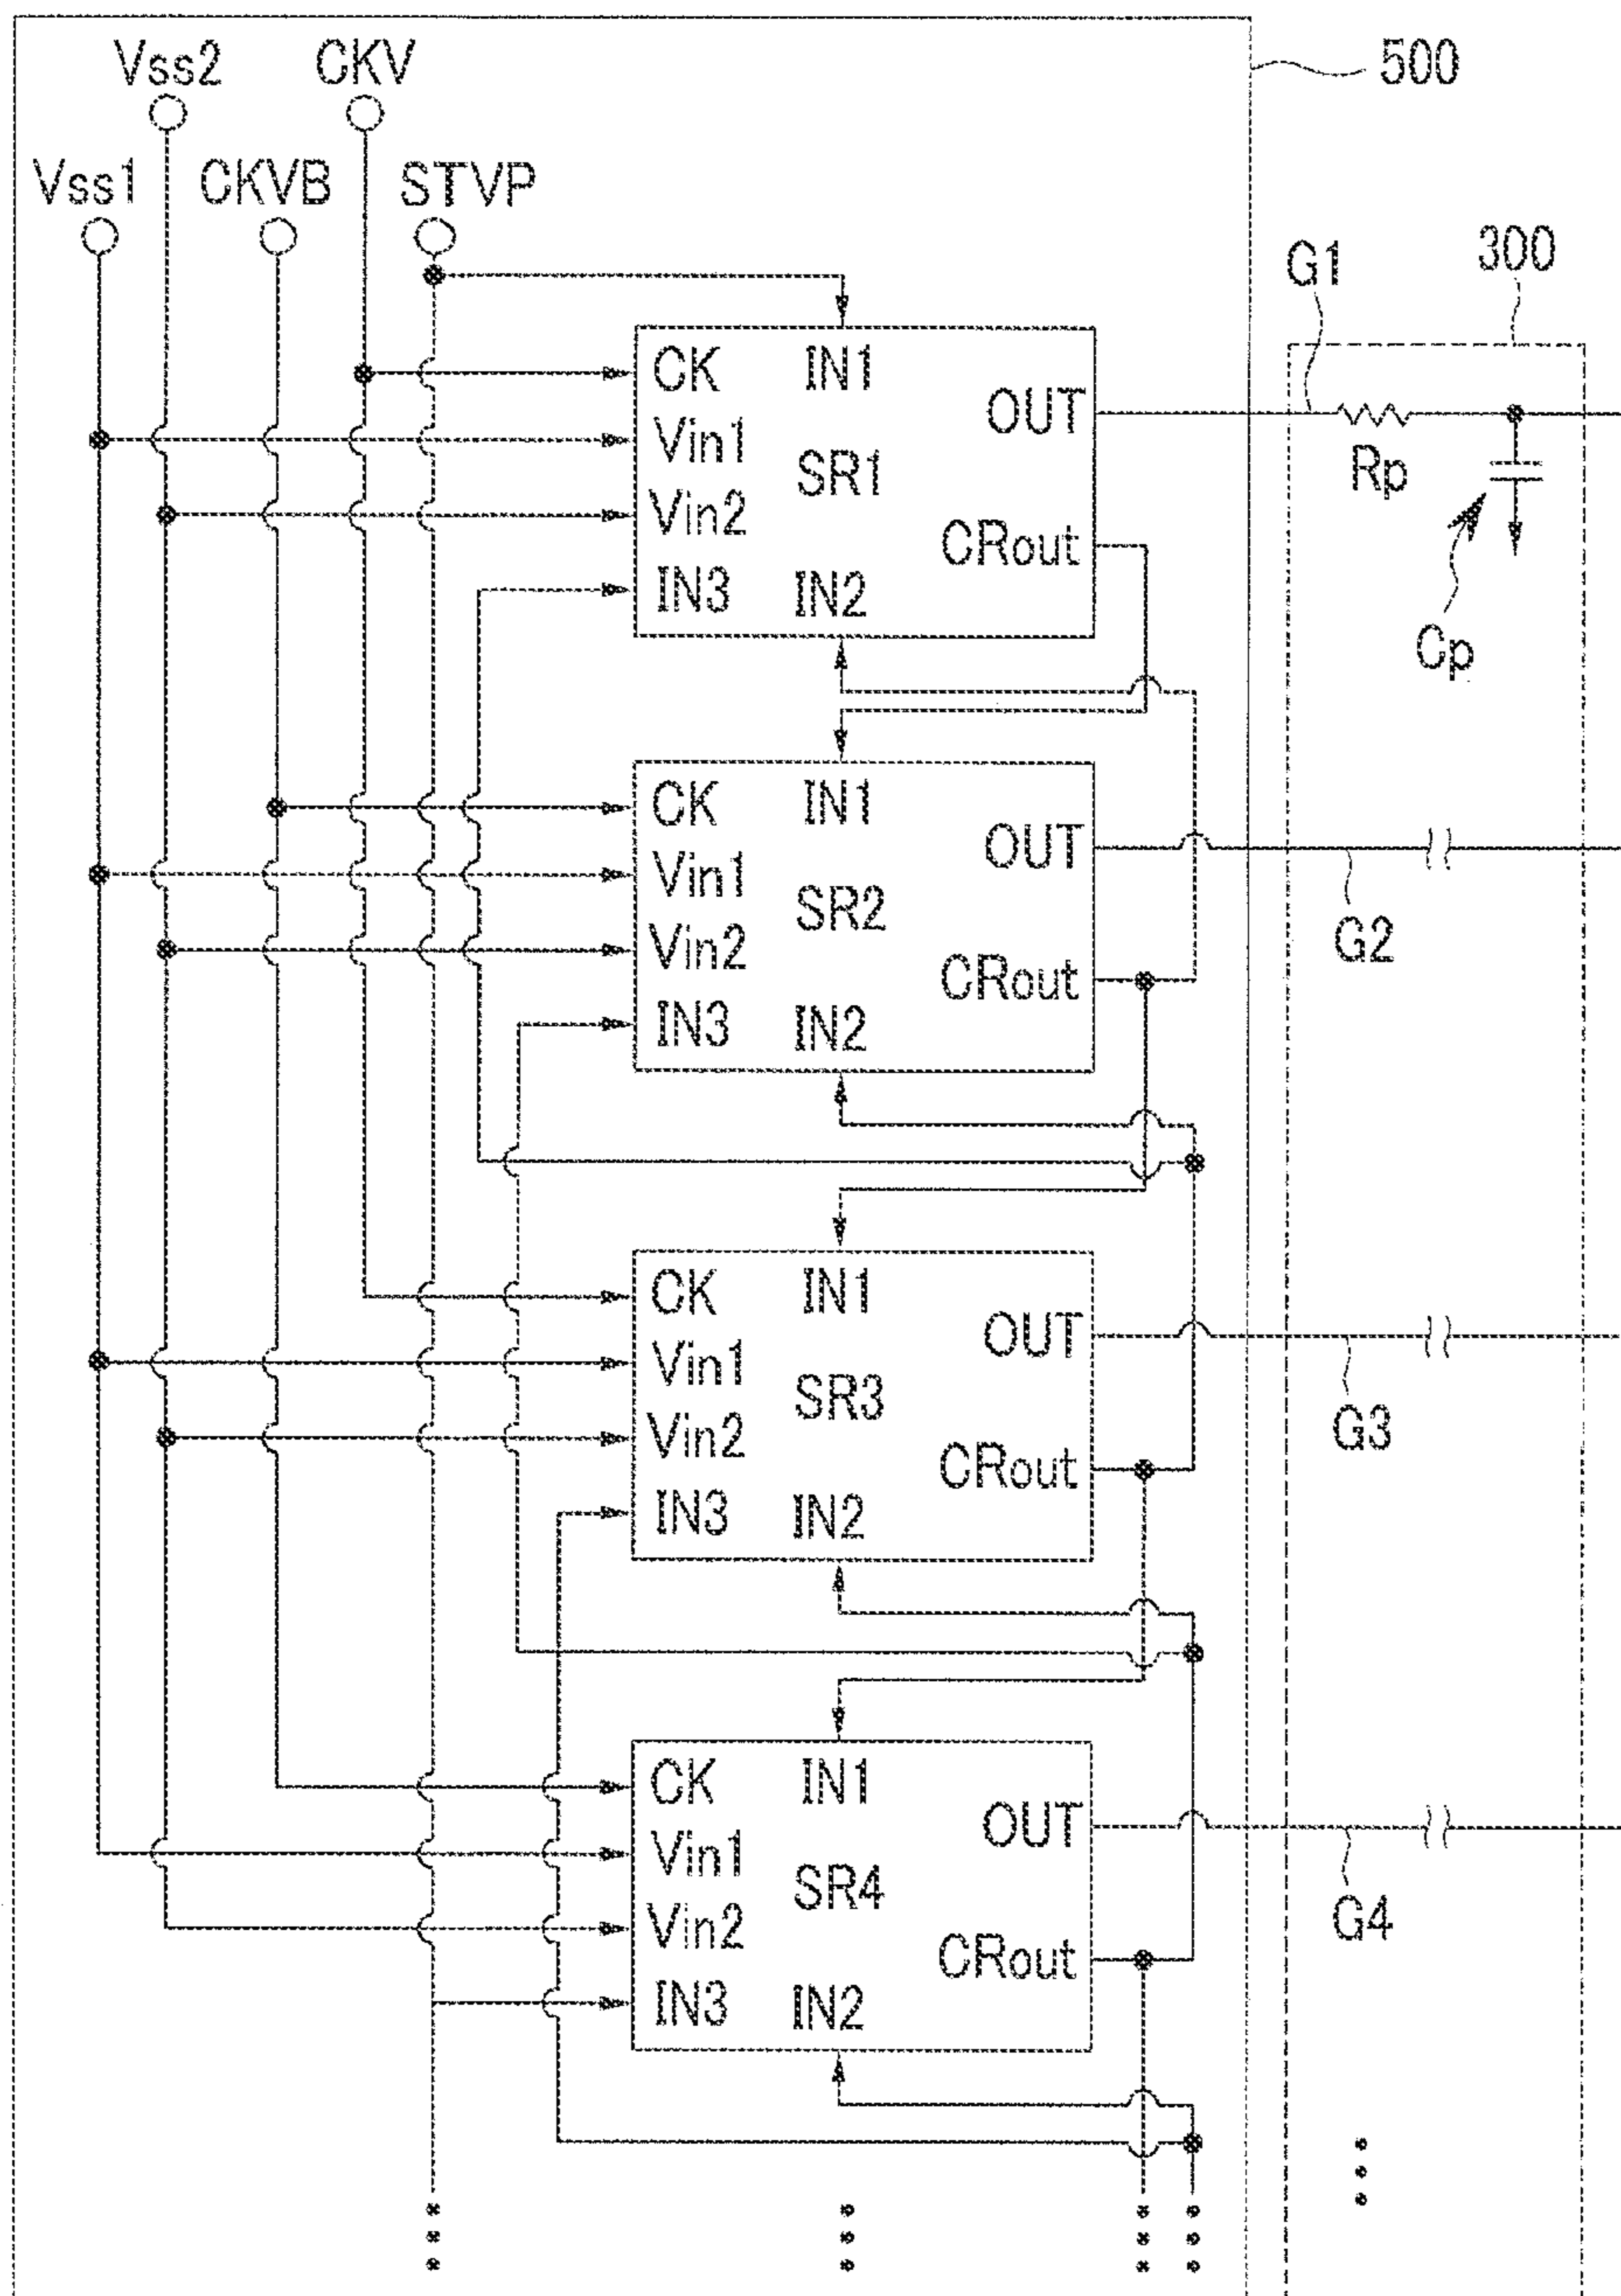 Vss2 CKV 500
Vss1 CKVB STVP
G1 300
CK IN1
OUT
Vin1 SR1
Vin2
CRout
IN3 IN2
Rp
Cp
CK IN1
OUT
Vin1 SR2
Vin2
CRout
IN3 IN2
G2
CK IN1
OUT
Vin1 SR3
Vin2
CRout
IN3 IN2
G3
CK IN1
OUT
Vin1 SR4
Vin2
CRout
IN3 IN2
G4